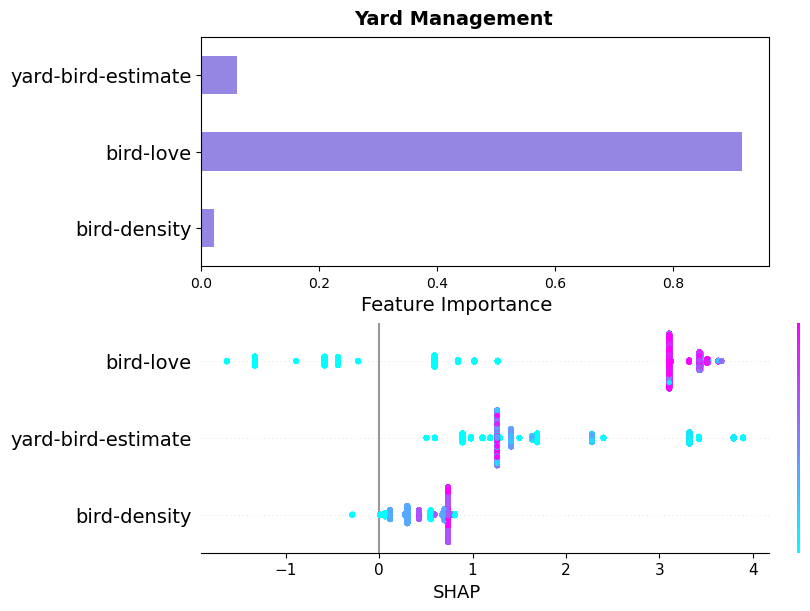 Yard Management
yard-bird-estimate
bird-love
bird-density
0.0 0.2 0.4 0.6 0.8
Feature Importance
bird-love
yard-bird-estimate
bird-density
−1 0 1 2 3 4
SHAP